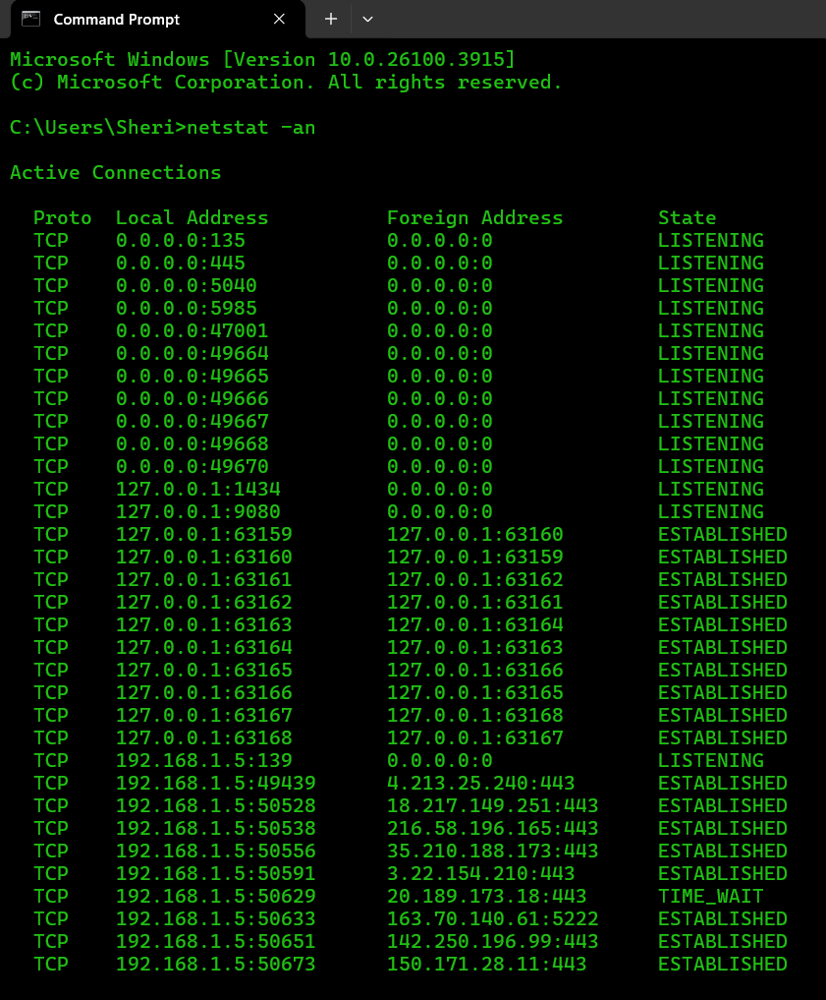 Command Prompt
Microsoft Windows [Version 10.0.26100.3915]
(c) Microsoft Corporation. All rights reserved.
C:\Users\Sheri>netstat -an
Active Connections
Proto  Local Address          Foreign Address        State
TCP    0.0.0.0:135            0.0.0.0:0              LISTENING
TCP    0.0.0.0:445            0.0.0.0:0              LISTENING
TCP    0.0.0.0:5040           0.0.0.0:0              LISTENING
TCP    0.0.0.0:5985           0.0.0.0:0              LISTENING
TCP    0.0.0.0:47001          0.0.0.0:0              LISTENING
TCP    0.0.0.0:49664          0.0.0.0:0              LISTENING
TCP    0.0.0.0:49665          0.0.0.0:0              LISTENING
TCP    0.0.0.0:49666          0.0.0.0:0              LISTENING
TCP    0.0.0.0:49667          0.0.0.0:0              LISTENING
TCP    0.0.0.0:49668          0.0.0.0:0              LISTENING
TCP    0.0.0.0:49670          0.0.0.0:0              LISTENING
TCP    127.0.0.1:1434         0.0.0.0:0              LISTENING
TCP    127.0.0.1:9080         0.0.0.0:0              LISTENING
TCP    127.0.0.1:63159        127.0.0.1:63160        ESTABLISHED
TCP    127.0.0.1:63160        127.0.0.1:63159        ESTABLISHED
TCP    127.0.0.1:63161        127.0.0.1:63162        ESTABLISHED
TCP    127.0.0.1:63162        127.0.0.1:63161        ESTABLISHED
TCP    127.0.0.1:63163        127.0.0.1:63164        ESTABLISHED
TCP    127.0.0.1:63164        127.0.0.1:63163        ESTABLISHED
TCP    127.0.0.1:63165        127.0.0.1:63166        ESTABLISHED
TCP    127.0.0.1:63166        127.0.0.1:63165        ESTABLISHED
TCP    127.0.0.1:63167        127.0.0.1:63168        ESTABLISHED
TCP    127.0.0.1:63168        127.0.0.1:63167        ESTABLISHED
TCP    192.168.1.5:139        0.0.0.0:0              LISTENING
TCP    192.168.1.5:49439      4.213.25.240:443       ESTABLISHED
TCP    192.168.1.5:50528      18.217.149.251:443     ESTABLISHED
TCP    192.168.1.5:50538      216.58.196.165:443     ESTABLISHED
TCP    192.168.1.5:50556      35.210.188.173:443     ESTABLISHED
TCP    192.168.1.5:50591      3.22.154.210:443       ESTABLISHED
TCP    192.168.1.5:50629      20.189.173.18:443      TIME_WAIT
TCP    192.168.1.5:50633      163.70.140.61:5222     ESTABLISHED
TCP    192.168.1.5:50651      142.250.196.99:443     ESTABLISHED
TCP    192.168.1.5:50673      150.171.28.11:443      ESTABLISHED